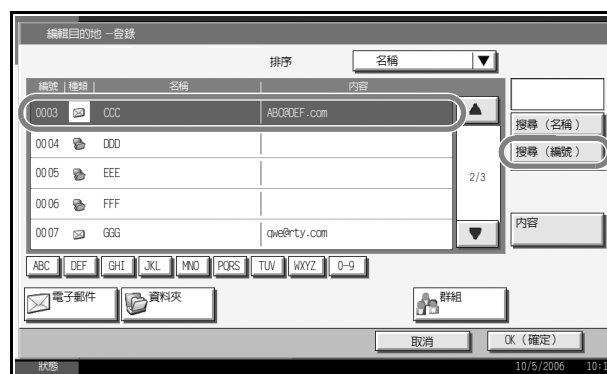 編輯目的地 －登錄
排序 名稱
編號 種類 名稱 內容
0003 CCC ABC@DEF.com
0004 DDD
0005 EEE
0006 FFF
0007 GGG qwe@rty.com
2/3
搜尋（名稱）
搜尋（編號）
內容
ABC DEF GHI JKL MNO PQRS TUV WXYZ 0-9
電子郵件 資料夾 群組
取消 OK（確定）
狀態 10/5/2006 10:1